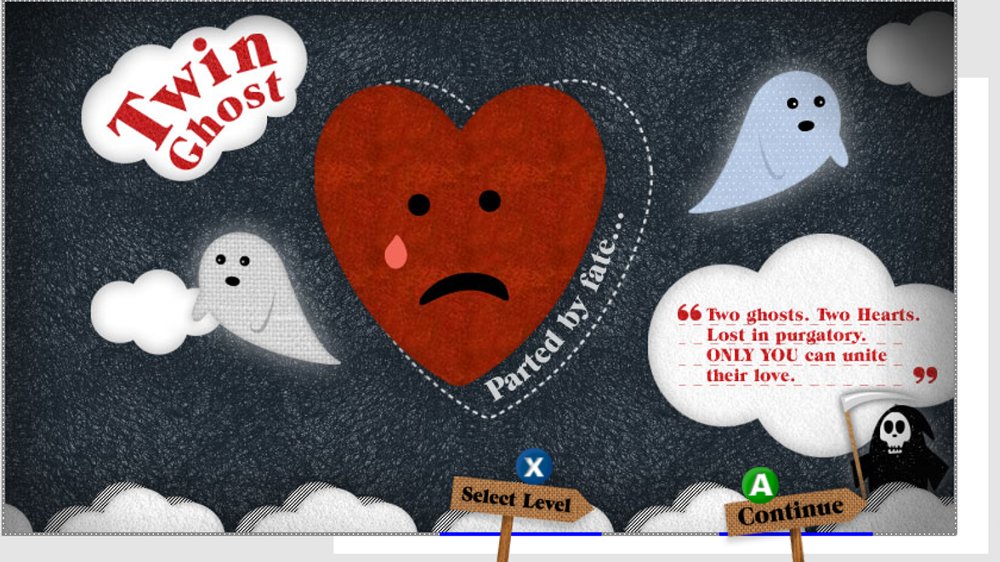 Twin
Ghost
Parted by fate...
“Two ghosts. Two Hearts.
Lost in purgatory.
ONLY YOU can unite
their love.”
X
Select Level
A
Continue